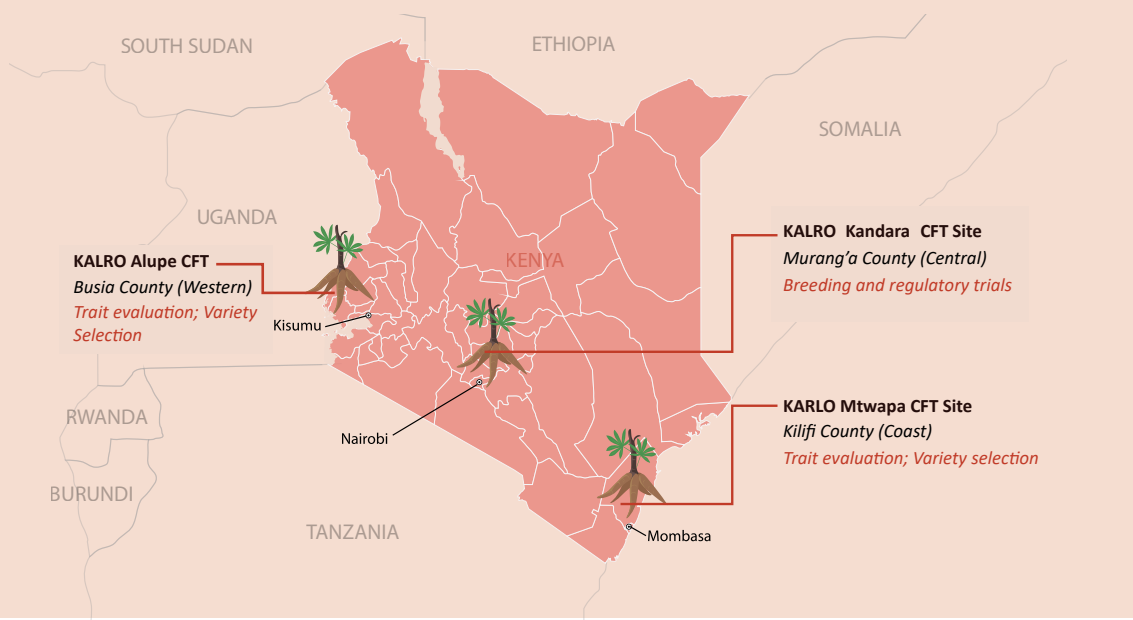 SOUTH SUDAN
ETHIOPIA
SOMALIA
UGANDA
KALRO Kandara CFT Site
Murang’a County (Central)
Breeding and regulatory trials
KENYA
KALRO Alupe CFT
Busia County (Western)
Trait evaluation; Variety
Selection
Kisumu
KARLO Mtwapa CFT Site
Kilifi County (Coast)
Trait evaluation; Variety selection
RWANDA
Nairobi
BURUNDI
TANZANIA
Mombasa